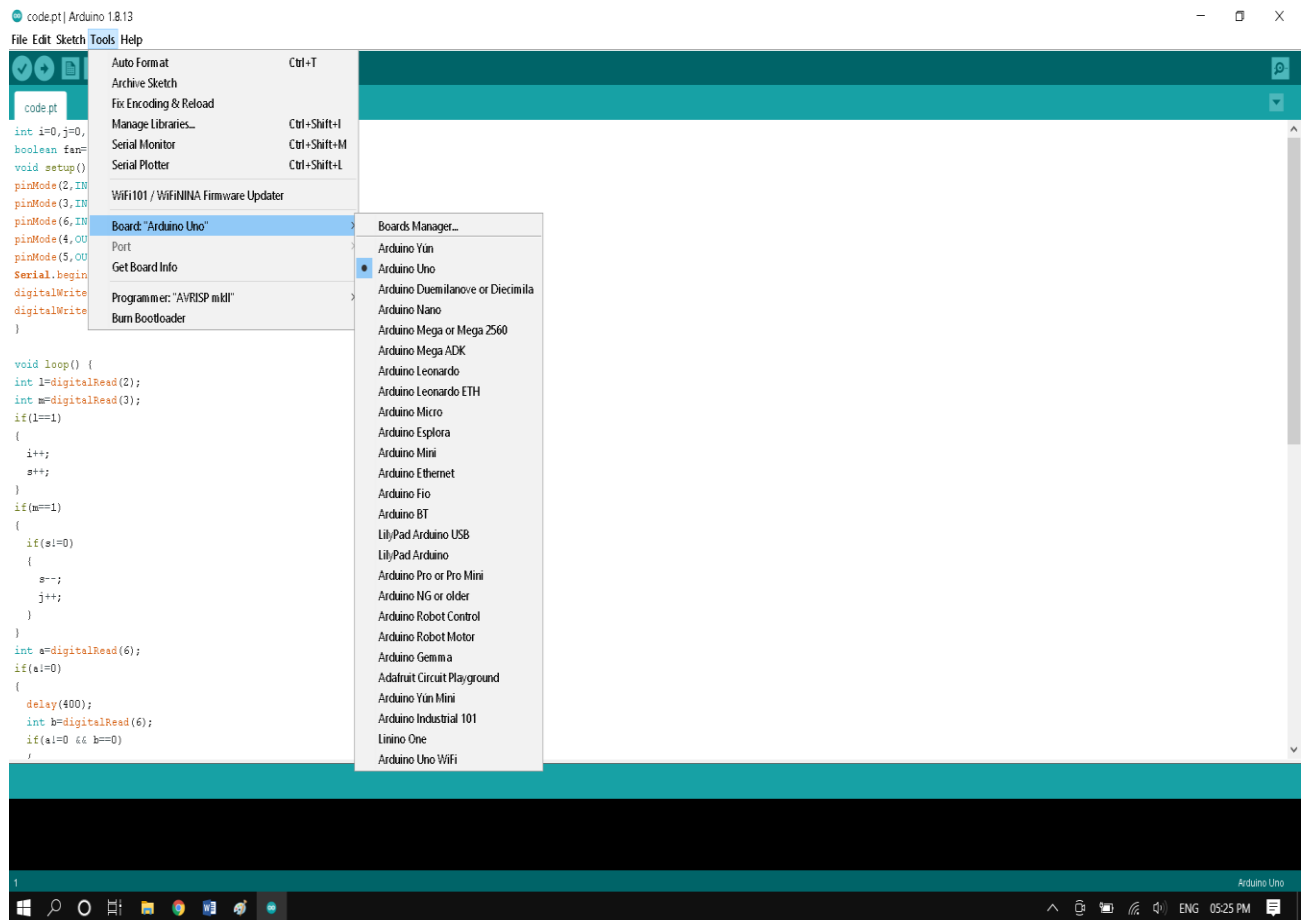 code.pt | Arduino 1.8.13
File Edit Sketch Tools Help
code.pt
Auto Format Ctrl+T
Archive Sketch
Fix Encoding & Reload
Manage Libraries... Ctrl+Shift+I
Serial Monitor Ctrl+Shift+M
Serial Plotter Ctrl+Shift+L
WiFi101 / WiFiNINA Firmware Updater
Board: "Arduino Uno"
Port
Get Board Info
Programmer: "AVRISP mkII"
Burn Bootloader
Boards Manager...
Arduino Yún
Arduino Uno
Arduino Duemilanove or Diecimila
Arduino Nano
Arduino Mega or Mega 2560
Arduino Mega ADK
Arduino Leonardo
Arduino Leonardo ETH
Arduino Micro
Arduino Esplora
Arduino Mini
Arduino Ethernet
Arduino Fio
Arduino BT
LilyPad Arduino USB
LilyPad Arduino
Arduino Pro or Pro Mini
Arduino NG or older
Arduino Robot Control
Arduino Robot Motor
Arduino Gemma
Adafruit Circuit Playground
Arduino Yún Mini
Arduino Industrial 101
Linino One
Arduino Uno WiFi
int i=0,j=0,
boolean fan=
void setup()
pinMode(2,IN
pinMode(3,IN
pinMode(6,IN
pinMode(4,OU
pinMode(5,OU
Serial.begin
digitalWrite
digitalWrite
}
void loop() {
int l=digitalRead(2);
int m=digitalRead(3);
if(l==1)
{
i++;
s++;
}
if(m==1)
{
if(s!=0)
{
s--;
j++;
}
}
int a=digitalRead(6);
if(a!=0)
{
delay(400);
int b=digitalRead(6);
if(a!=0 && b==0)
1
Arduino Uno
ENG 05:25 PM